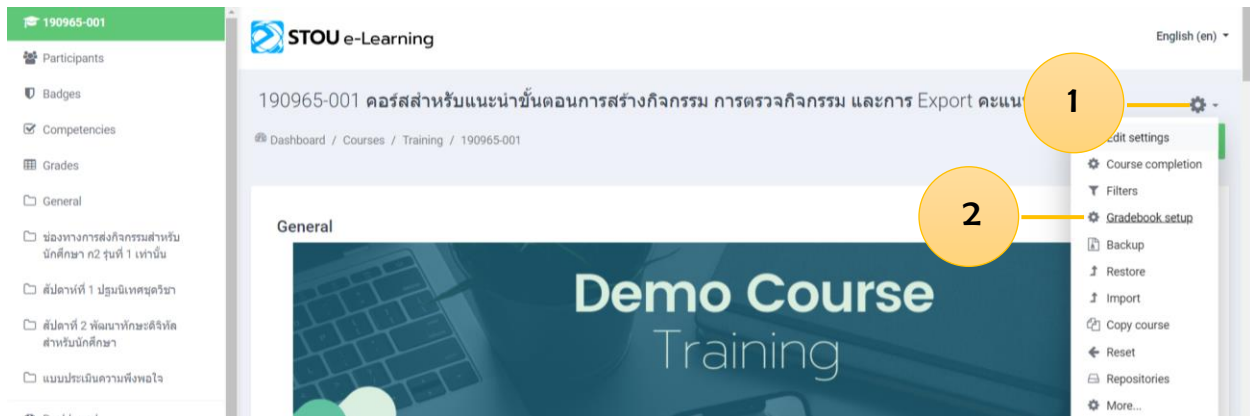 190965-001
Participants
Badges
Competencies
Grades
General
ช่องทางการส่งกิจกรรมสำหรับ
นักศึกษา ก2 รุ่นที่ 1 เท่านั้น
สัปดาห์ที่ 1 ปฐมนิเทศชุดวิชา
สัปดาที่ 2 พัฒนาทักษะดิจิทัล
สำหรับนักศึกษา
แบบประเมินความพึงพอใจ
STOU e-Learning
English (en)
190965-001 คอร์สสำหรับแนะนำขั้นตอนการสร้างกิจกรรม การตรวจกิจกรรม และการ Export คะแน
Dashboard / Courses / Training / 190965-001
1
Edit settings
Course completion
Filters
2
Gradebook setup
Backup
Restore
Import
Copy course
Reset
Repositories
More...
General
Demo Course
Training